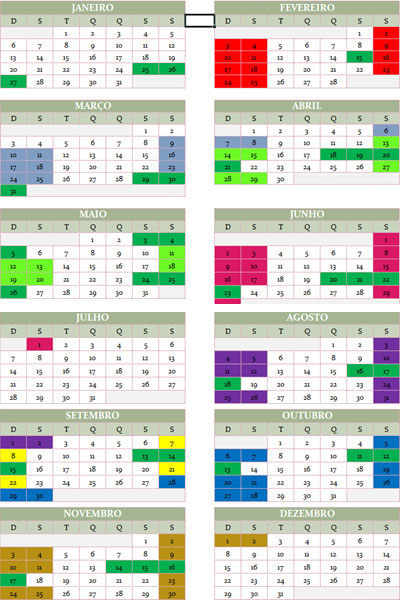 JANEIRO
D S T Q Q S S
1 2 3 4 5
6 7 8 9 10 11 12
13 14 15 16 17 18 19
20 21 22 23 24 25 26
27 28 29 30 31
FEVEREIRO
D S T Q Q S S
1 2
3 4 5 6 7 8 9
10 11 12 13 14 15 16
17 18 19 20 21 22 23
24 25 26 27 28
MARÇO
D S T Q Q S S
1 2
3 4 5 6 7 8 9
10 11 12 13 14 15 16
17 18 19 20 21 22 23
24 25 26 27 28 29 30
31
ABRIL
D S T Q Q S S
1 2 3 4 5 6
7 8 9 10 11 12 13
14 15 16 17 18 19 20
21 22 23 24 25 26 27
28 29 30
MAIO
D S T Q Q S S
1 2 3 4
5 6 7 8 9 10 11
12 13 14 15 16 17 18
19 20 21 22 23 24 25
26 27 28 29 30 31
JUNHO
D S T Q Q S S
1
2 3 4 5 6 7 8
9 10 11 12 13 14 15
16 17 18 19 20 21 22
23 24 25 26 27 28 29
JULHO
D S T Q Q S S
1 2 3 4 5 6
7 8 9 10 11 12 13
14 15 16 17 18 19 20
21 22 23 24 25 26 27
28 29 30 31
AGOSTO
D S T Q Q S S
1 2 3
4 5 6 7 8 9 10
11 12 13 14 15 16 17
18 19 20 21 22 23 24
25 26 27 28 29 30 31
SETEMBRO
D S T Q Q S S
1 2 3 4 5 6 7
8 9 10 11 12 13 14
15 16 17 18 19 20 21
22 23 24 25 26 27 28
29 30
OUTUBRO
D S T Q Q S S
1 2 3 4 5
6 7 8 9 10 11 12
13 14 15 16 17 18 19
20 21 22 23 24 25 26
27 28 29 30 31
NOVEMBRO
D S T Q Q S S
1 2
3 4 5 6 7 8 9
10 11 12 13 14 15 16
17 18 19 20 21 22 23
24 25 26 27 28 29 30
DEZEMBRO
D S T Q Q S S
1 2 3 4 5 6 7
8 9 10 11 12 13 14
15 16 17 18 19 20 21
22 23 24 25 26 27 28
29 30 31